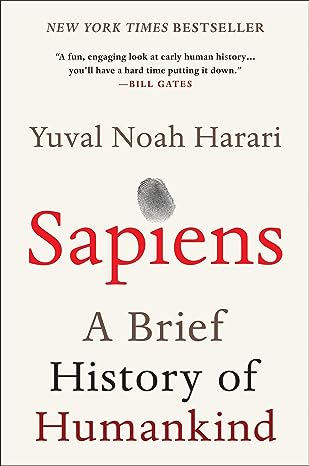 NEW YORK TIMES BESTSELLER
“A fun, engaging look at early human history...
you’ll have a hard time putting it down.”
—BILL GATES
Yuval Noah Harari
Sapiens
A Brief
History of
Humankind